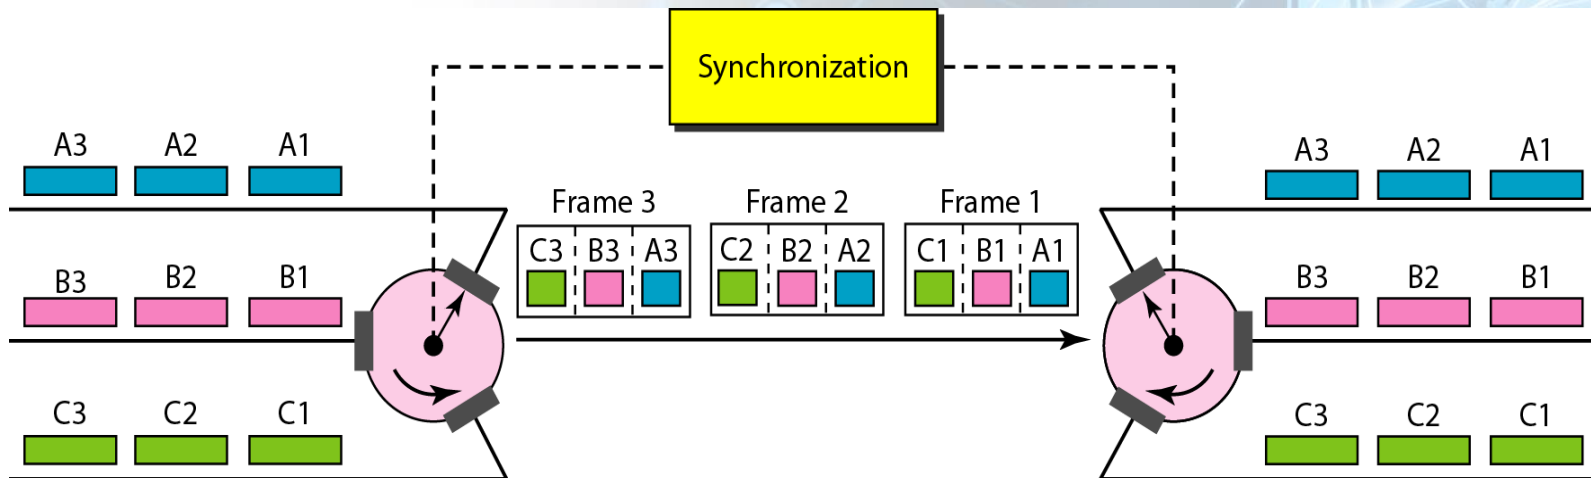 Synchronization
A3 A2 A1
A3 A2 A1
Frame 3 Frame 2 Frame 1
C3 B3 A3 C2 B2 A2 C1 B1 A1
B3 B2 B1
B3 B2 B1
C3 C2 C1
C3 C2 C1